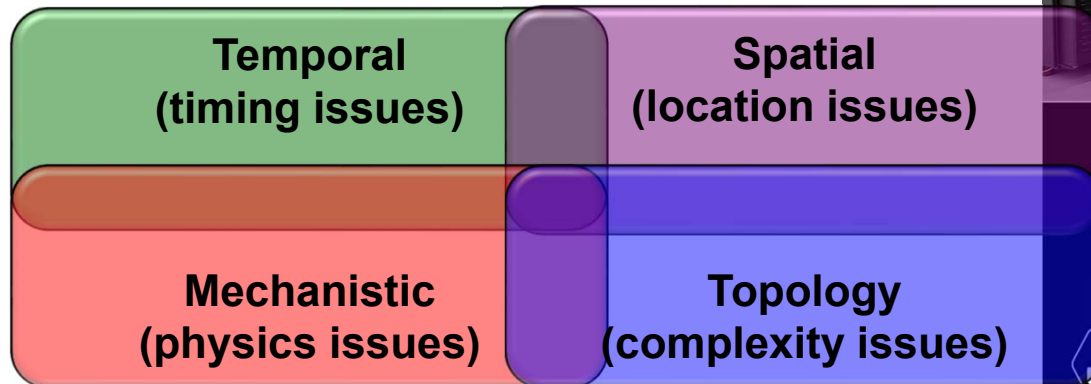 Temporal
(timing issues)
Spatial
(location issues)
Mechanistic
(physics issues)
Topology
(complexity issues)